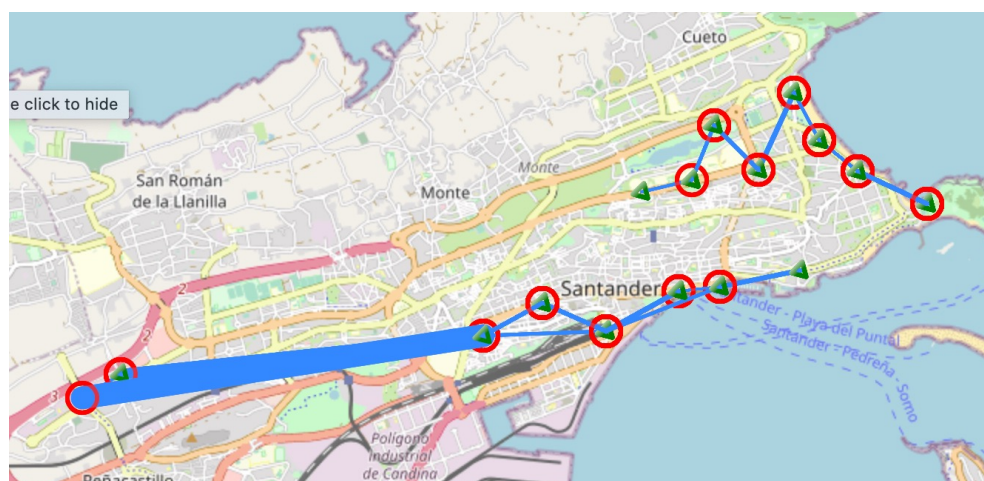 Cueto
e click to hide
Monte
San Román
de la Llanilla
Monte
2
Santander
2
Santander - Playa del Puntal
Santander - Pedreña - Somo
3
Polígono
industrial
de Candina
Peñacastillo